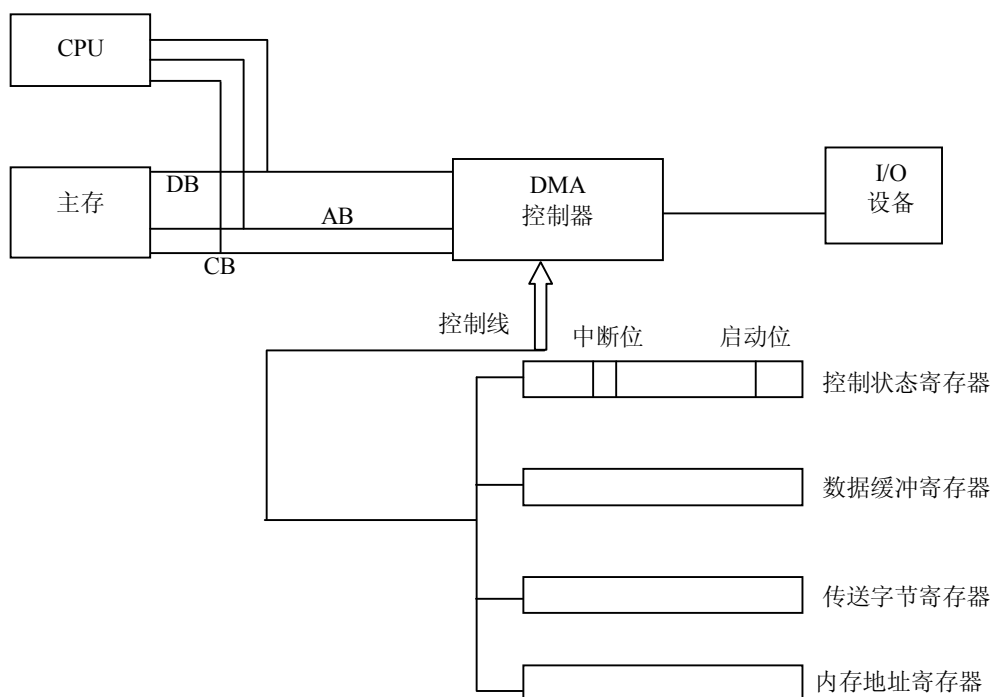 CPU
主存
DB
AB
CB
DMA
控制器
I/O
设备
控制线
中断位
启动位
控制状态寄存器
数据缓冲寄存器
传送字节寄存器
内存地址寄存器